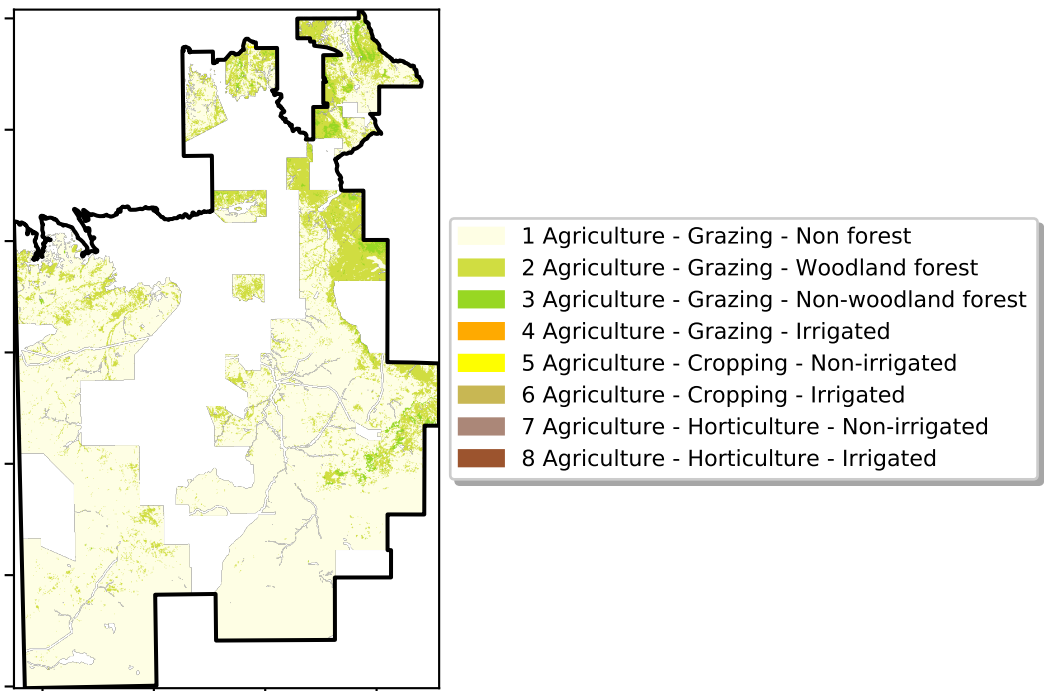 1 Agriculture - Grazing - Non forest
2 Agriculture - Grazing - Woodland forest
3 Agriculture - Grazing - Non-woodland forest
4 Agriculture - Grazing - Irrigated
5 Agriculture - Cropping - Non-irrigated
6 Agriculture - Cropping - Irrigated
7 Agriculture - Horticulture - Non-irrigated
8 Agriculture - Horticulture - Irrigated